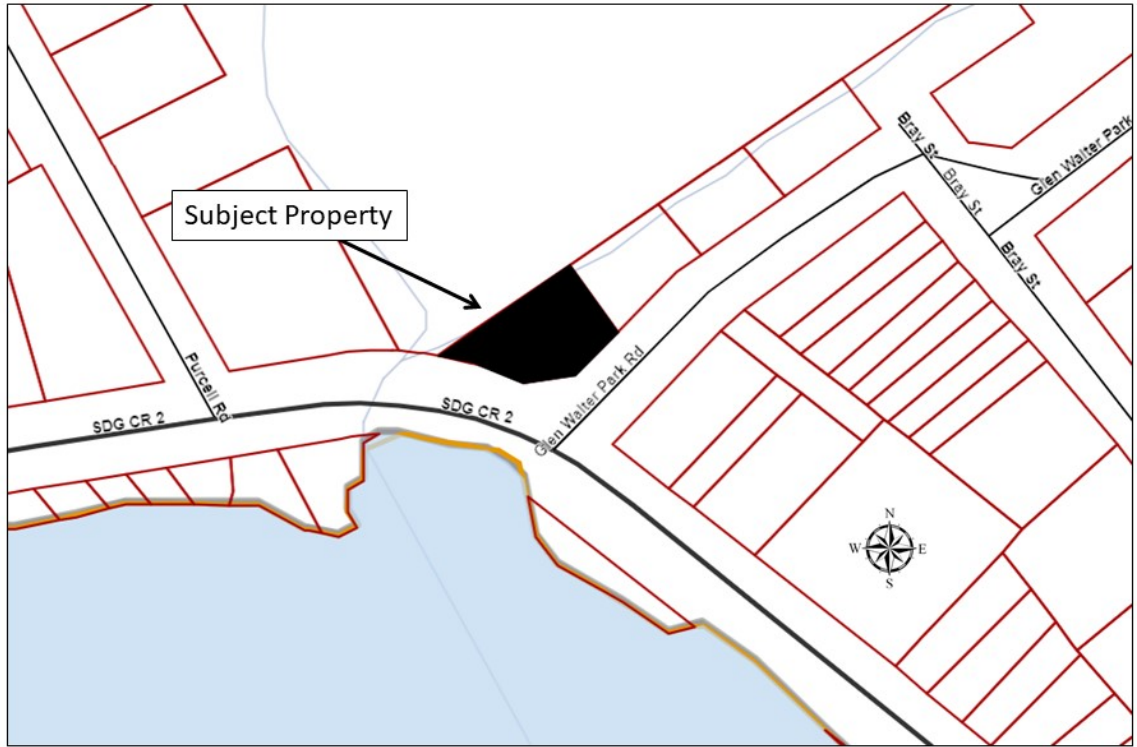 Bray St
Glen Walter Park
Bray St
Subject Property
Bray St
Purcell Rd
Glen Walter Park Rd
SDG CR 2
SDG CR 2
N
W
E
S